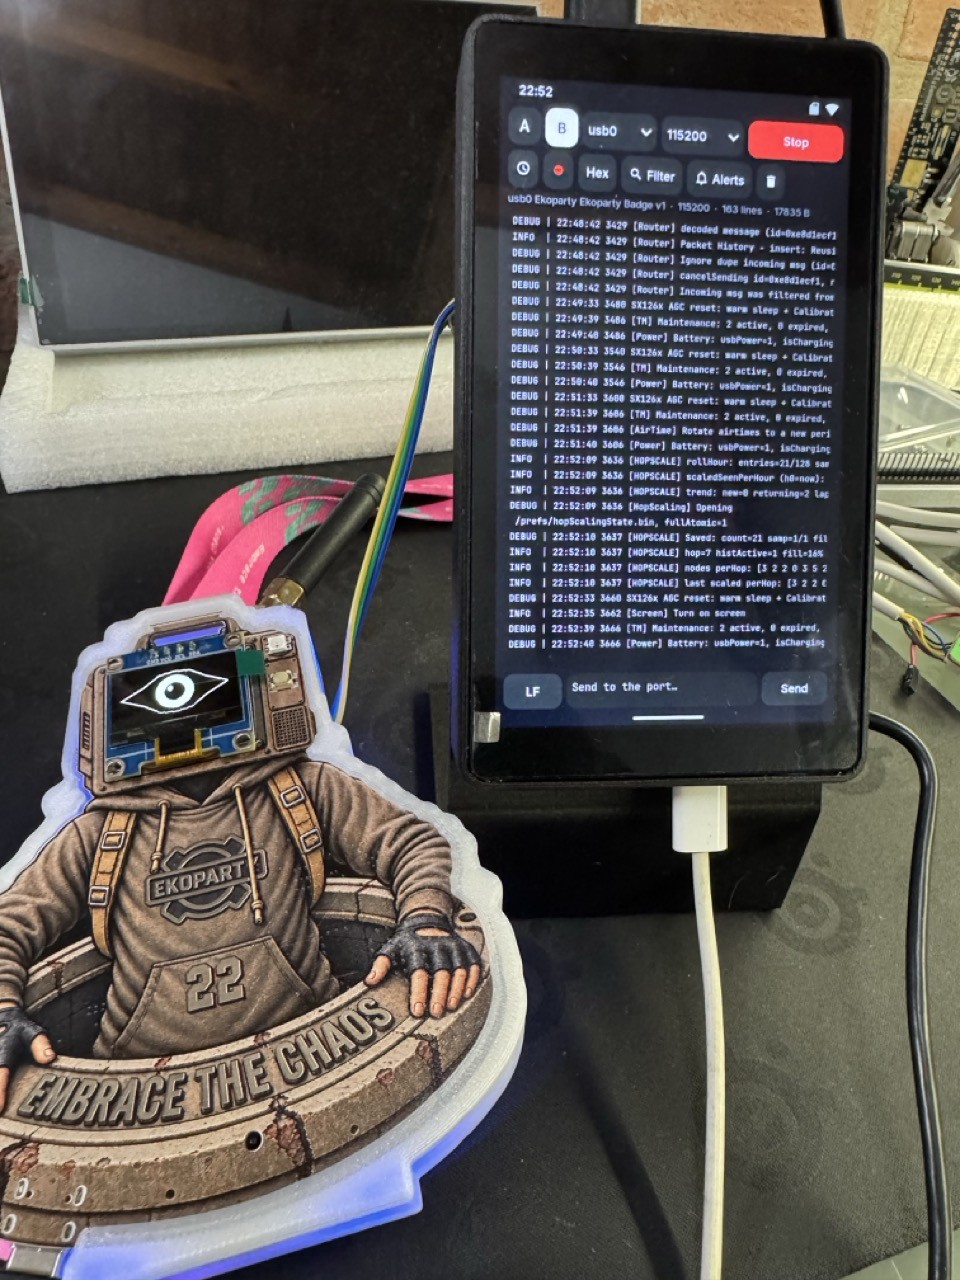 22:52
A B usb0 115200 Stop
Hex Filter Alerts
usb0 Ekoparty Ekoparty Badge v1 · 115200 · 163 lines · 17835 B
DEBUG | 22:48:42 3429 [Router] decoded message (id=0xe8d1ecf1
INFO | 22:48:42 3429 [Router] Packet History - insert: Reusi
DEBUG | 22:48:42 3429 [Router] Ignore dupe incoming msg (id=0
DEBUG | 22:48:42 3429 [Router] cancelSending id=0xe8d1ecf1, r
DEBUG | 22:48:42 3429 [Router] Incoming msg was filtered from
DEBUG | 22:49:33 3480 SX126x AGC reset: warm sleep + Calibrat
DEBUG | 22:49:39 3486 [TM] Maintenance: 2 active, 0 expired,
DEBUG | 22:49:40 3486 [Power] Battery: usbPower=1, isCharging
DEBUG | 22:50:33 3540 SX126x AGC reset: warm sleep + Calibrat
DEBUG | 22:50:39 3546 [TM] Maintenance: 2 active, 0 expired,
DEBUG | 22:50:40 3546 [Power] Battery: usbPower=1, isCharging
DEBUG | 22:51:33 3600 SX126x AGC reset: warm sleep + Calibrat
DEBUG | 22:51:39 3606 [TM] Maintenance: 2 active, 0 expired,
DEBUG | 22:51:39 3606 [AirTime] Rotate airtimes to a new peri
DEBUG | 22:51:40 3606 [Power] Battery: usbPower=1, isCharging
INFO | 22:52:09 3636 [HOPSCALE] rollHour: entries=21/128 sam
INFO | 22:52:09 3636 [HOPSCALE] scaledSeenPerHour (h0=now):
INFO | 22:52:09 3636 [HOPSCALE] trend: new=0 returning=2 lap
DEBUG | 22:52:09 3636 [HopScaling] Opening
/prefs/hopScalingState.bin, fullAtomic=1
DEBUG | 22:52:10 3637 [HOPSCALE] Saved: count=21 samp=1/1 fil
INFO | 22:52:10 3637 [HOPSCALE] hop=7 histActive=1 fill=16%
INFO | 22:52:10 3637 [HOPSCALE] nodes perHop: [3 2 2 0 3 5 2
INFO | 22:52:10 3637 [HOPSCALE] last scaled perHop: [3 2 2
DEBUG | 22:52:33 3660 SX126x AGC reset: warm sleep + Calibrat
INFO | 22:52:35 3662 [Screen] Turn on screen
DEBUG | 22:52:39 3666 [TM] Maintenance: 2 active, 0 expired,
DEBUG | 22:52:40 3666 [Power] Battery: usbPower=1, isCharging
LF Send to the port… Send
EKOPARTY
22
EMBRACE THE CHAOS